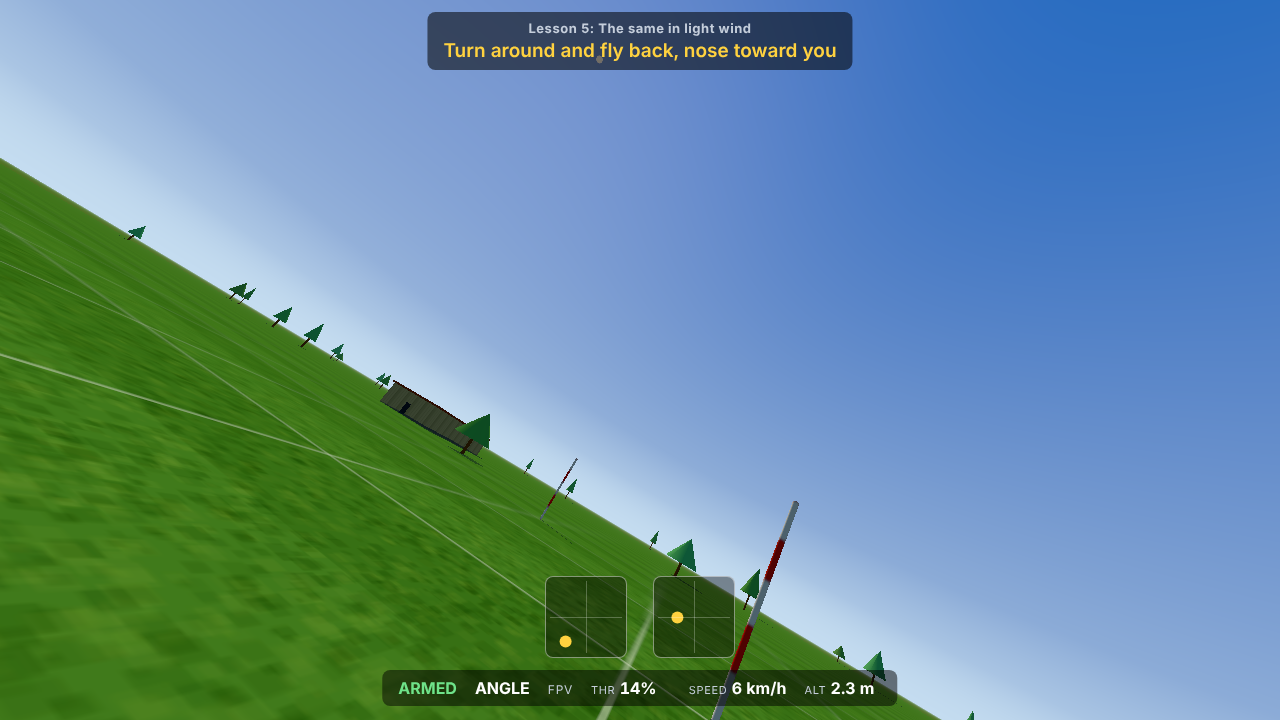 Lesson 5: The same in light wind
Turn around and fly back, nose toward you
ARMED ANGLE FPV THR 14% SPEED 6 km/h ALT 2.3 m